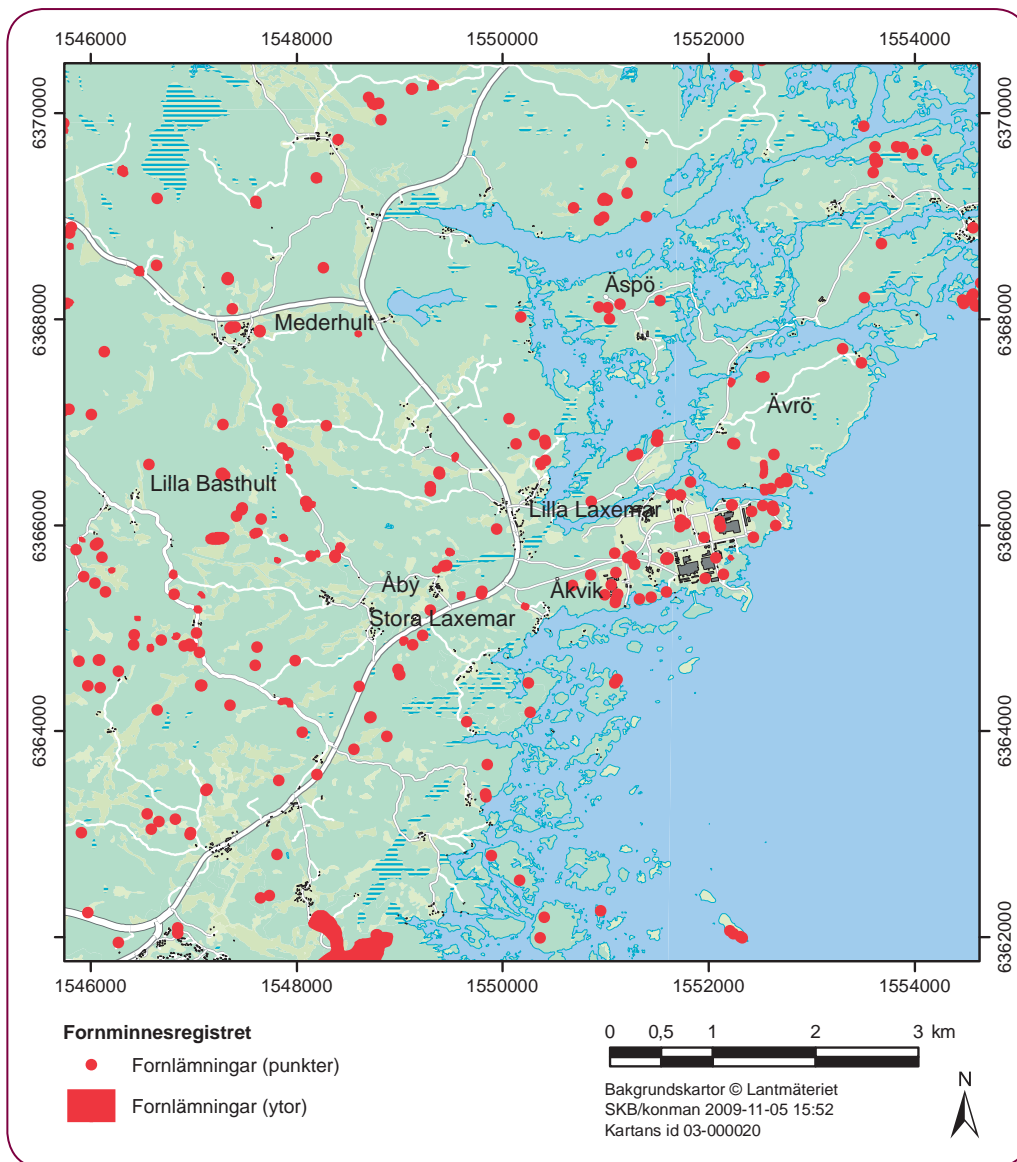 1546000 1548000 1550000 1552000 1554000
6370000 6370000
Äspö
Mederhult
6368000 6368000
Ävrö
Lilla Basthult
Lilla Laxemar
6366000 6366000
Åby
Åkvik
Stora Laxemar
6364000 6364000
6362000 6362000
1546000 1548000 1550000 1552000 1554000
Fornminnesregistret
Fornlämningar (punkter)
Fornlämningar (ytor)
0 0,5 1 2 3 km
Bakgrundskartor © Lantmäteriet
SKB/konman 2009-11-05 15:52
Kartans id 03-000020
N